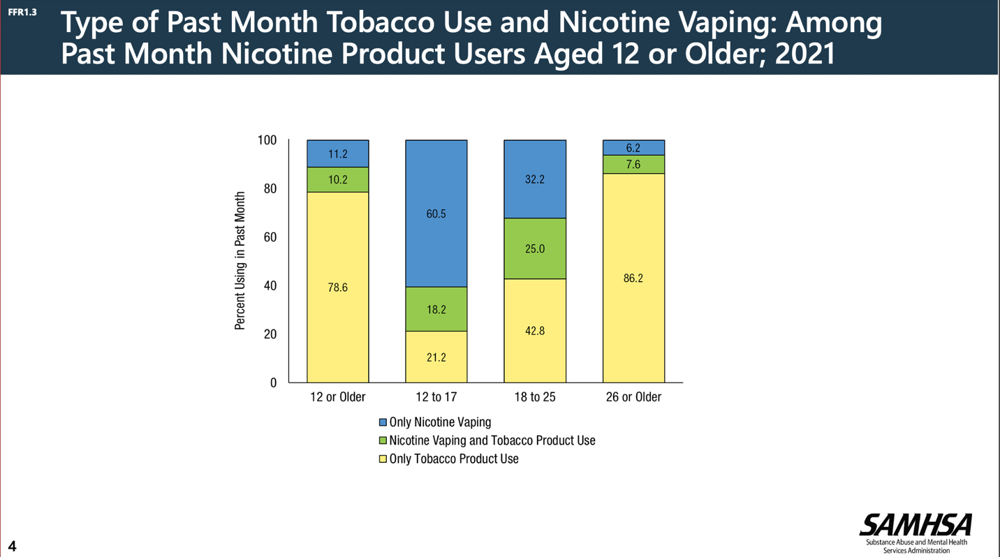 FFR1.3
Type of Past Month Tobacco Use and Nicotine Vaping: Among
Past Month Nicotine Product Users Aged 12 or Older; 2021
Percent Using in Past Month
100
80
60
40
20
0
11.2
10.2
78.6
60.5
18.2
21.2
32.2
25.0
42.8
6.2
7.6
86.2
12 or Older
12 to 17
18 to 25
26 or Older
Only Nicotine Vaping
Nicotine Vaping and Tobacco Product Use
Only Tobacco Product Use
4
SAMHSA
Substance Abuse and Mental Health
Services Administration